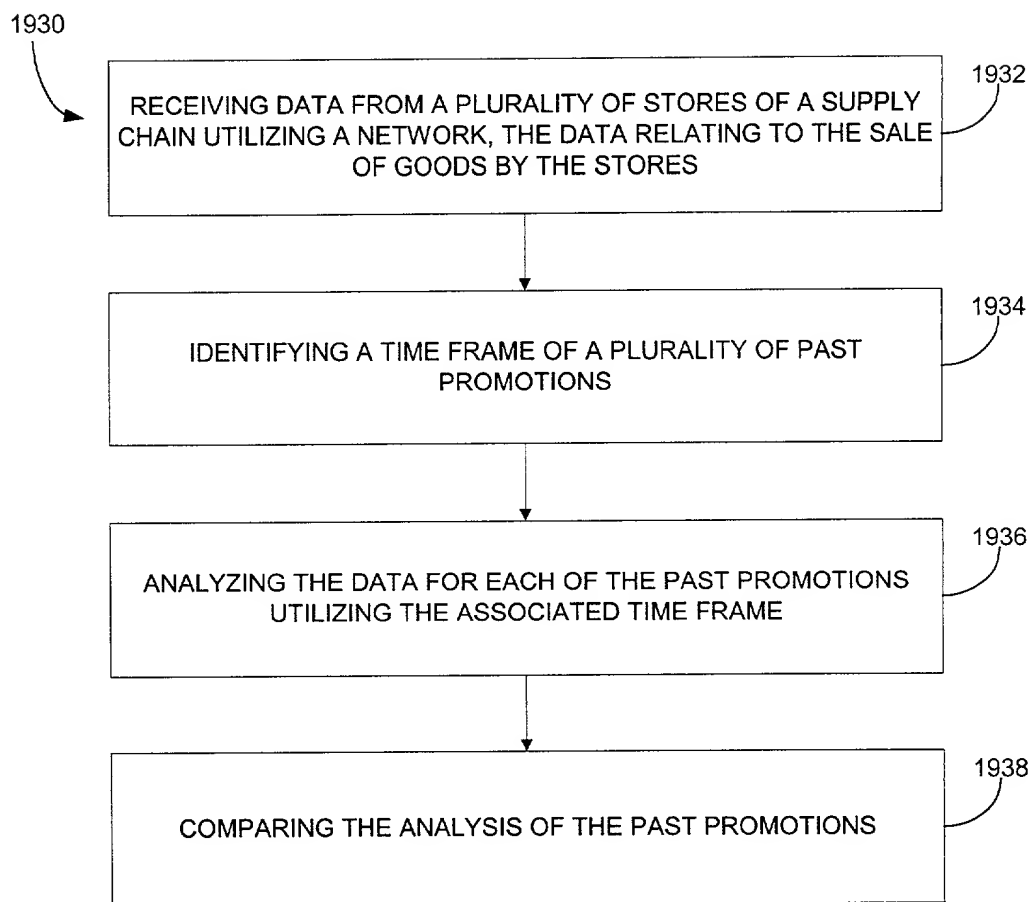 1930
1932
RECEIVING DATA FROM A PLURALITY OF STORES OF A SUPPLY
CHAIN UTILIZING A NETWORK, THE DATA RELATING TO THE SALE
OF GOODS BY THE STORES
1934
IDENTIFYING A TIME FRAME OF A PLURALITY OF PAST
PROMOTIONS
1936
ANALYZING THE DATA FOR EACH OF THE PAST PROMOTIONS
UTILIZING THE ASSOCIATED TIME FRAME
1938
COMPARING THE ANALYSIS OF THE PAST PROMOTIONS